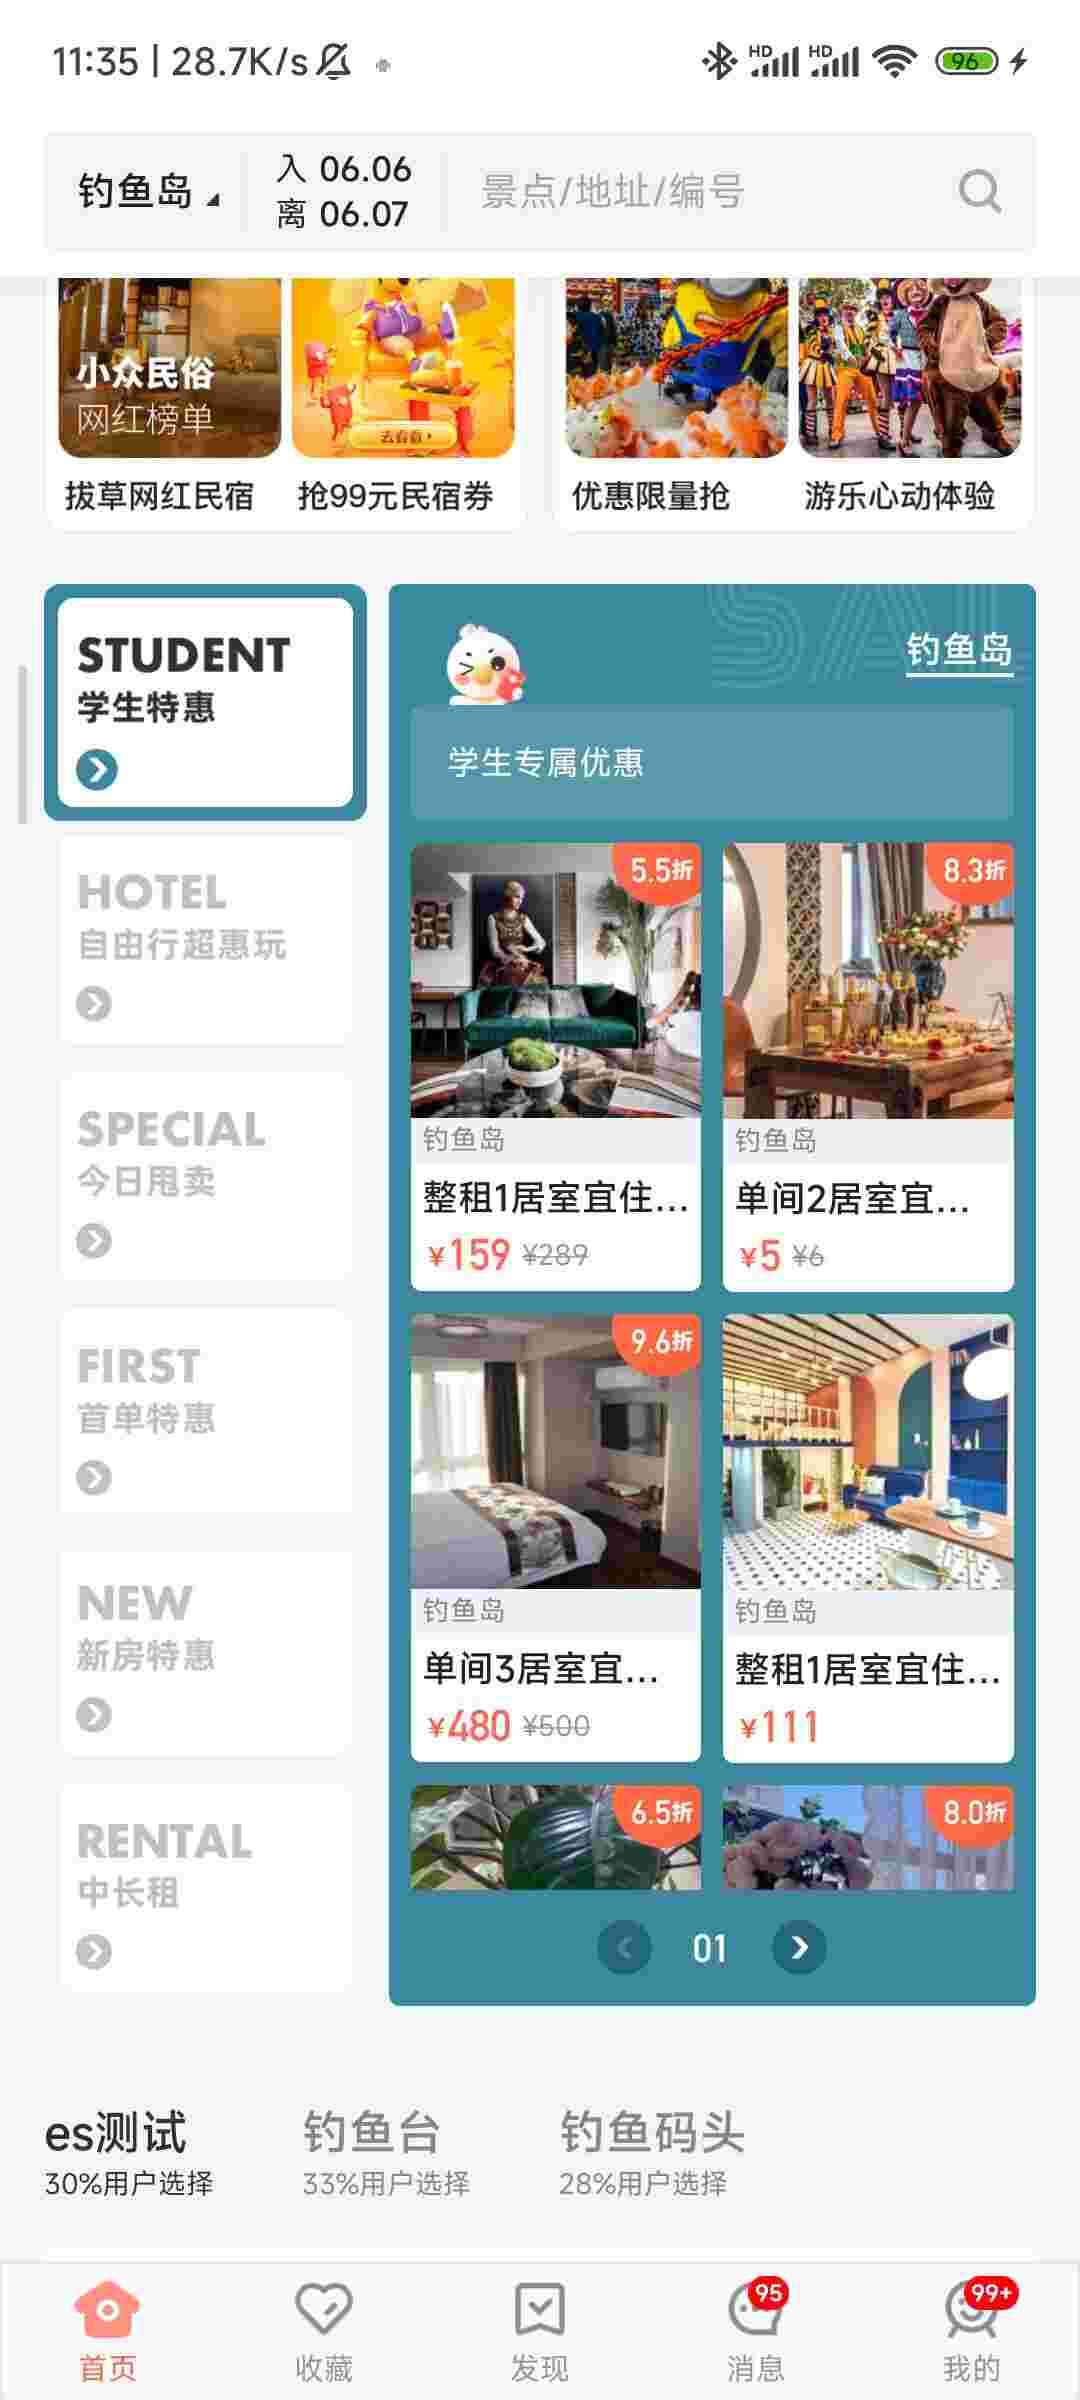 11:35 | 28.7K/s
HD HD 96
钓鱼岛
入 06.06
离 06.07
景点/地址/编号
小众民俗
网红榜单
去看看
拔草网红民宿
抢99元民宿券
优惠限量抢
游乐心动体验
STUDENT
学生特惠
HOTEL
自由行超惠玩
SPECIAL
今日甩卖
FIRST
首单特惠
NEW
新房特惠
RENTAL
中长租
SAL
钓鱼岛
学生专属优惠
5.5折
钓鱼岛
整租1居室宜住...
¥159 ¥289
8.3折
钓鱼岛
单间2居室宜...
¥5 ¥6
9.6折
钓鱼岛
单间3居室宜...
¥480 ¥500
钓鱼岛
整租1居室宜住...
¥111
6.5折
8.0折
01
es测试
30%用户选择
钓鱼台
33%用户选择
钓鱼码头
28%用户选择
首页
收藏
发现
95
消息
99+
我的